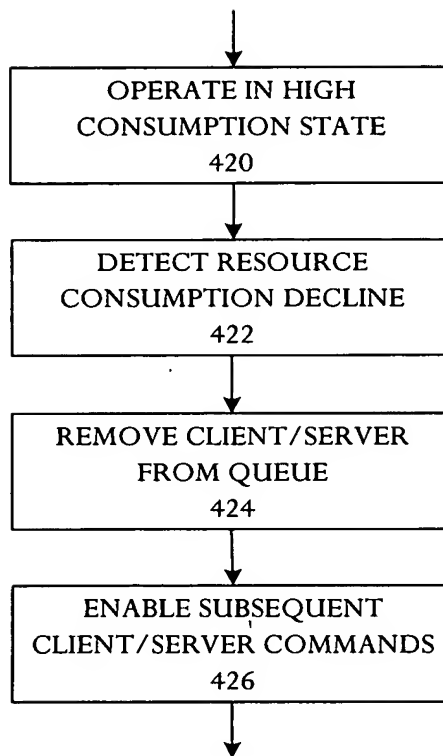 OPERATE IN HIGH
CONSUMPTION STATE
420
DETECT RESOURCE
CONSUMPTION DECLINE
422
REMOVE CLIENT/SERVER
FROM QUEUE
424
ENABLE SUBSEQUENT
CLIENT/SERVER COMMANDS
426